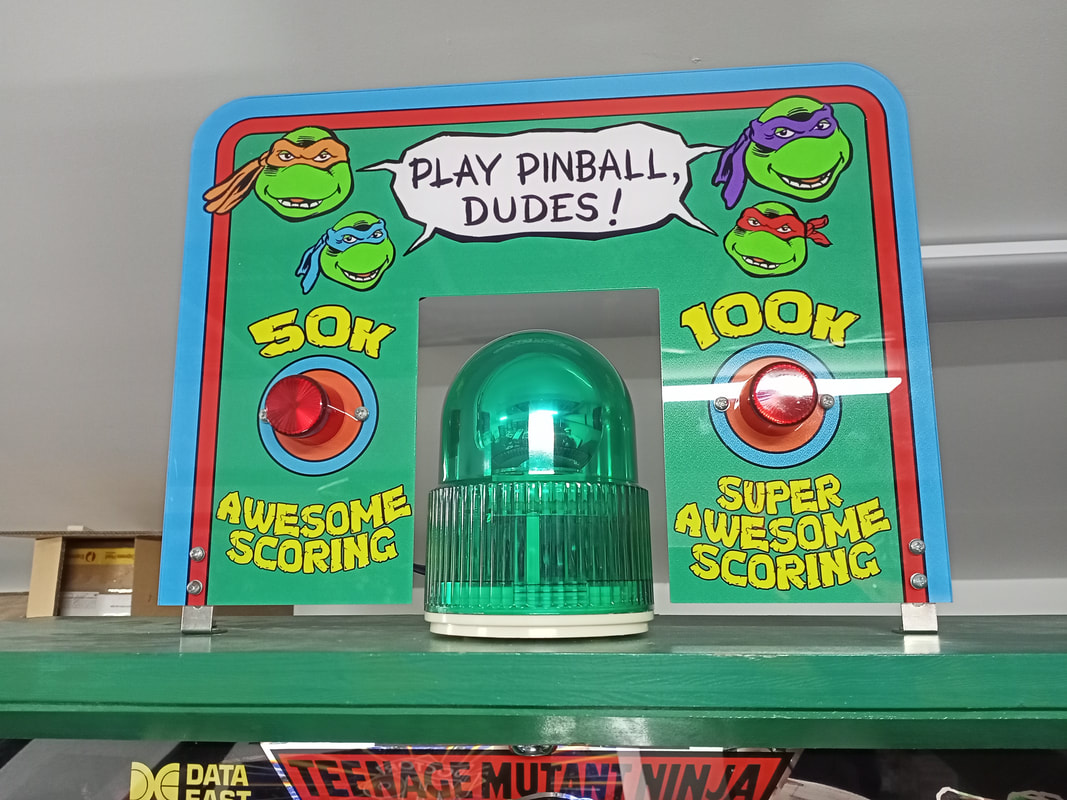 PLAY PINBALL,
DUDES!
50K
100K
AWESOME
SCORING
SUPER
AWESOME
SCORING
DATA
EAST
TEENAGE MUTANT NINJA